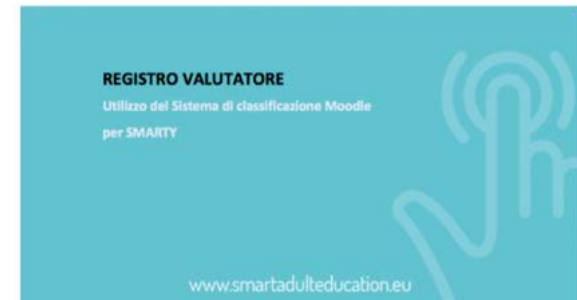 REGISTRO VALUTATORE
Utilizzo del Sistema di classificazione Moodle
per SMARTY
www.smartadulteducation.eu